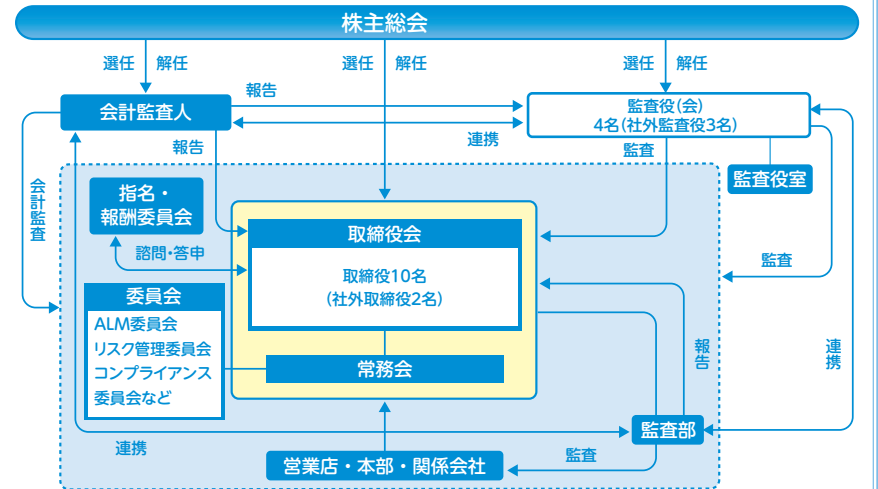 株主総会
選任 解任
選任 解任
選任 解任
会計監査人
報告
監査役(会)
4名(社外監査役3名)
連携
報告
監査
監査役室
会計監査
指名・
報酬委員会
諮問・答申
取締役会
取締役10名
(社外取締役2名)
監査
委員会
ALM委員会
リスク管理委員会
コンプライアンス
委員会など
常務会
報告
連携
監査部
連携
営業店・本部・関係会社
監査